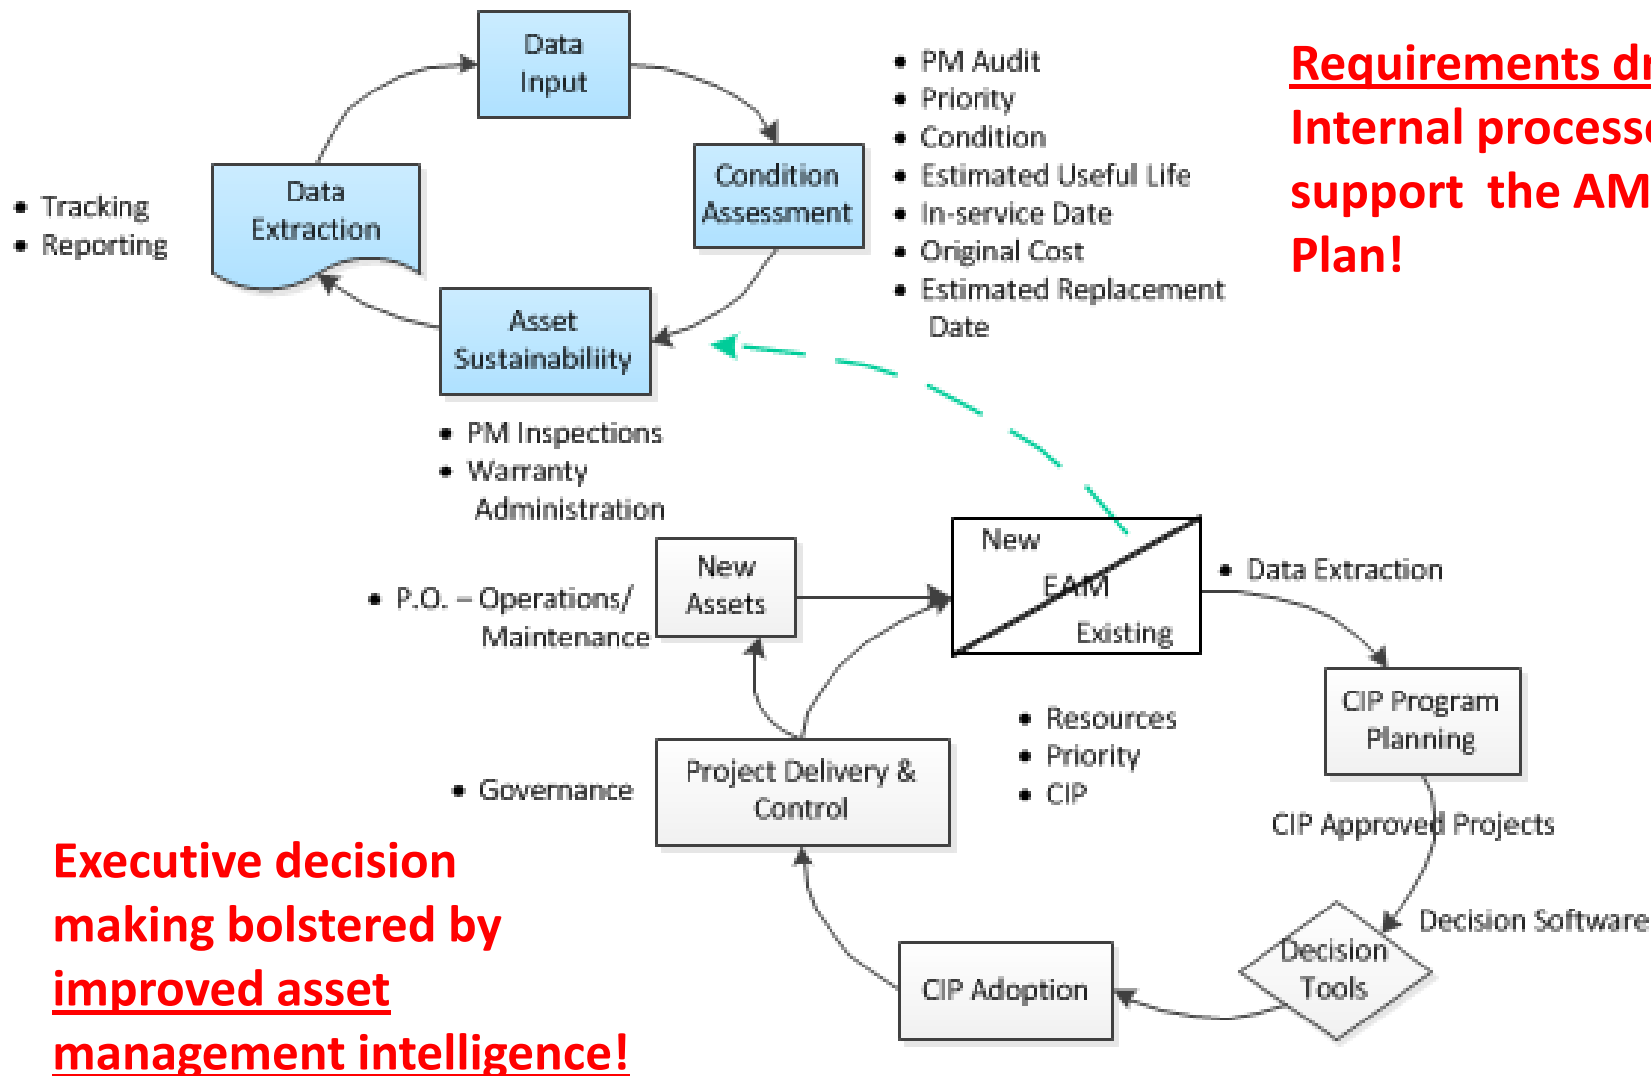 Data
Input
• PM Audit
• Priority
• Condition
• Estimated Useful Life
• In-service Date
• Original Cost
• Estimated Replacement
Date
Requirements
Internal
support the AM
Plan!
Condition
Assessment
Data
Extraction
• Tracking
• Reporting
Asset
Sustainabiliity
• PM Inspections
• Warranty
Administration
New
Assets
• P.O. – Operations/
Maintenance
New
EAM
Existing
• Data Extraction
CIP Program
Planning
• Resources
• Priority
• CIP
Project Delivery &
Control
• Governance
CIP Approved Projects
Decision Software
Decision
Tools
CIP Adoption
Executive decision
making bolstered by
improved asset
management intelligence!